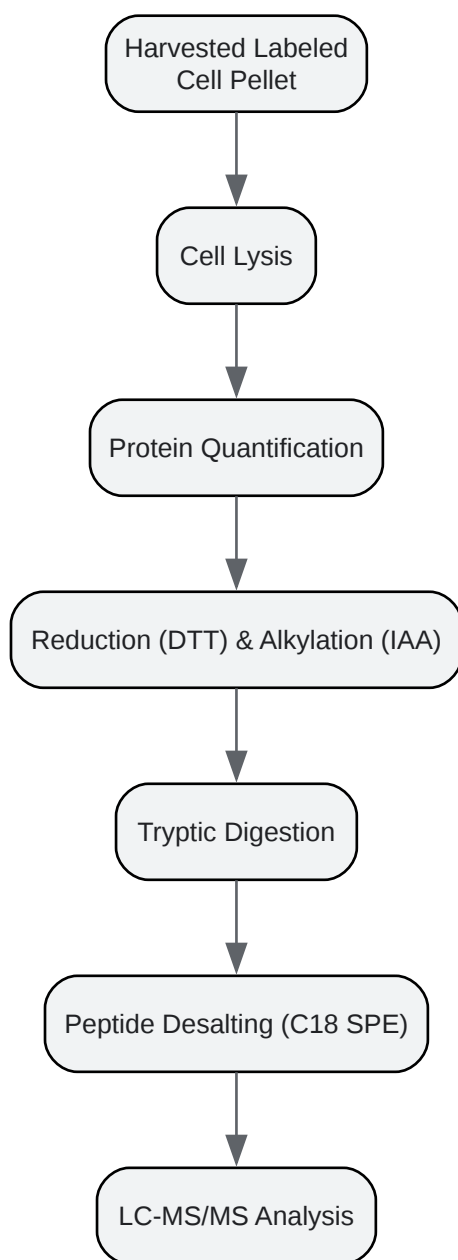 Harvested Labeled
Cell Pellet
Cell Lysis
Protein Quantification
Reduction (DTT) & Alkylation (IAA)
Tryptic Digestion
Peptide Desalting (C18 SPE)
LC-MS/MS Analysis